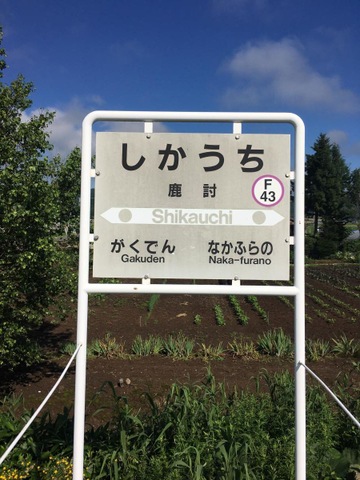 しかうち
鹿討
F
43
Shikauchi
がくでん なかふらの
Gakuden Naka-furano